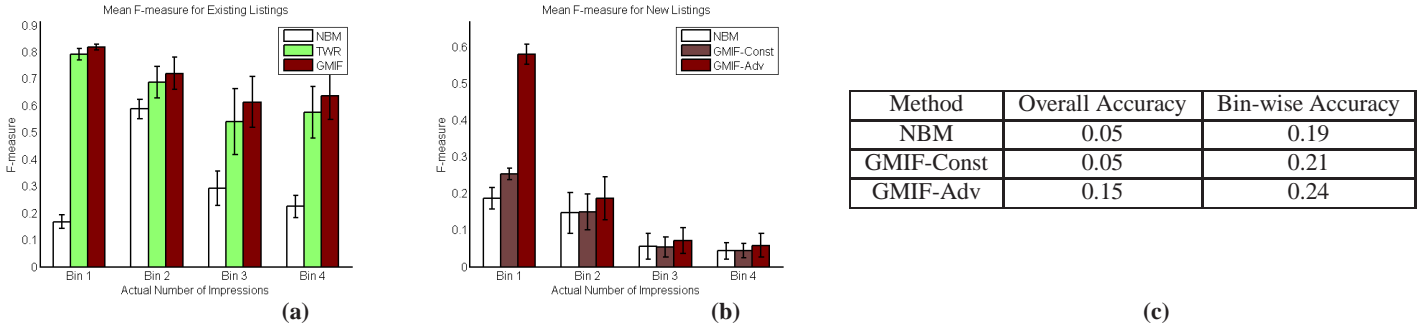 Mean F-measure for Existing Listings
0.9
0.8
0.7
0.6
0.5
0.4
0.3
0.2
0.1
0
F-measure
NBM
TWR
GMIF
Bin 1 Bin 2 Bin 3 Bin 4
Actual Number of Impressions
(a)
Mean F-measure for New Listings
0.6
0.5
0.4
0.3
0.2
0.1
0
F-measure
NBM
GMIF-Const
GMIF-Adv
Bin 1 Bin 2 Bin 3 Bin 4
Actual Number of Impressions
(b)
Method Overall Accuracy Bin-wise Accuracy
NBM 0.05 0.19
GMIF-Const 0.05 0.21
GMIF-Adv 0.15 0.24
(c)